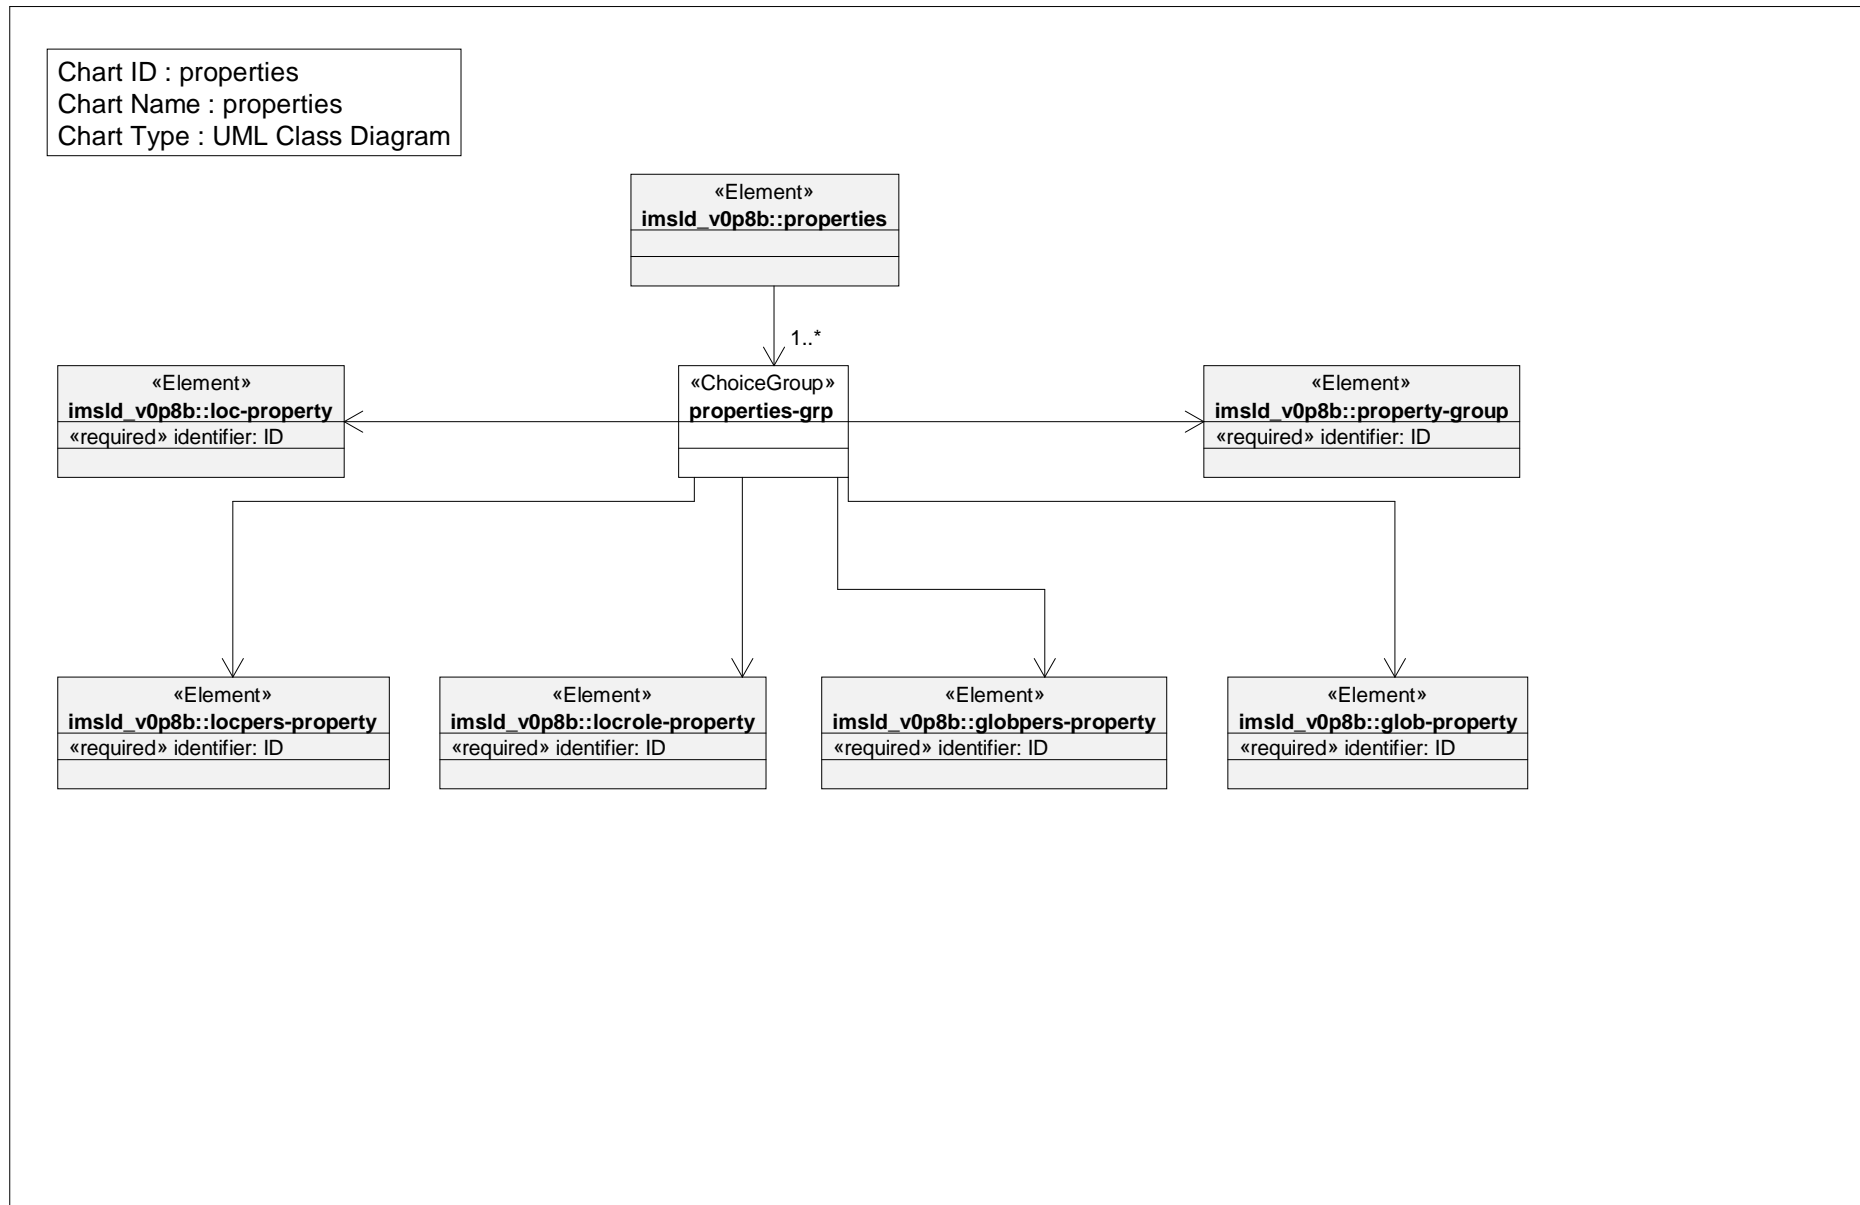 Chart ID : properties
Chart Name : properties
Chart Type : UML Class Diagram
«Element»
imsld_v0p8b::properties
1..*
«Element»
imsld_v0p8b::loc-property
«required» identifier: ID
«ChoiceGroup»
properties-grp
«Element»
imsld_v0p8b::property-group
«required» identifier: ID
«Element»
imsld_v0p8b::locpers-property
«required» identifier: ID
«Element»
imsld_v0p8b::locrole-property
«required» identifier: ID
«Element»
imsld_v0p8b::globpers-property
«required» identifier: ID
«Element»
imsld_v0p8b::glob-property
«required» identifier: ID